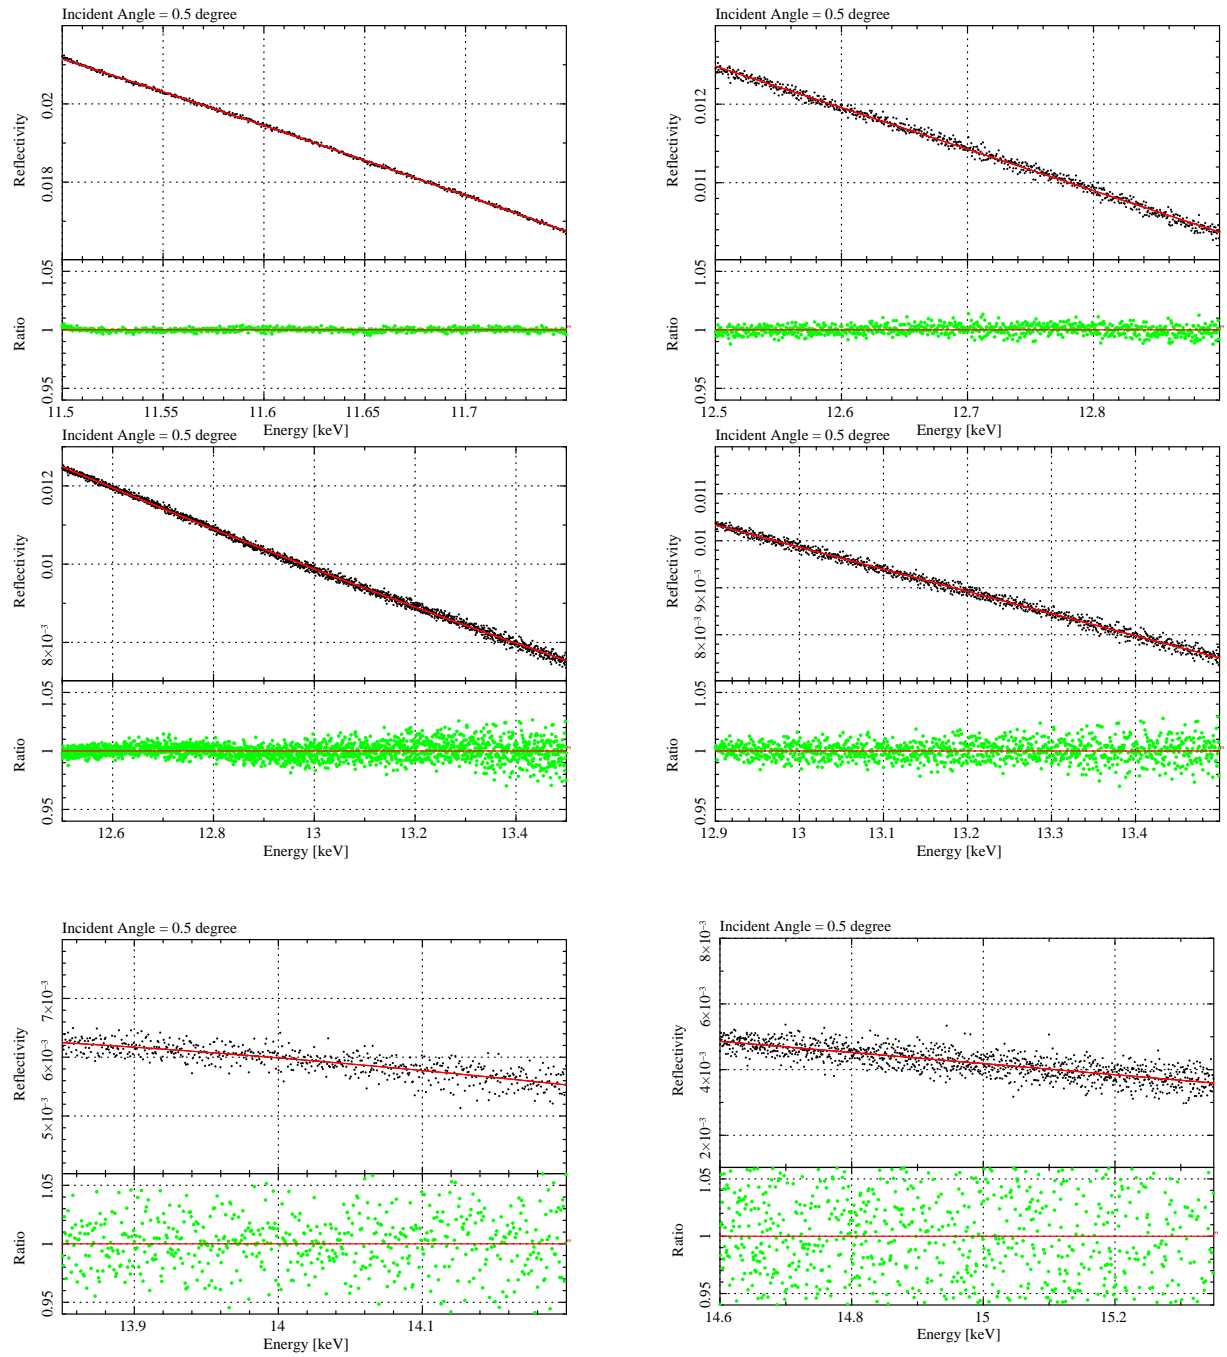 Incident Angle = 0.5 degree
Reflectivity
0.02
0.018
Ratio
1.05
1
0.95
11.5 11.55 11.6 11.65 11.7
Energy [keV]
Incident Angle = 0.5 degree
Reflectivity
0.012
0.011
Ratio
1.05
1
0.95
12.5 12.6 12.7 12.8
Energy [keV]
Incident Angle = 0.5 degree
Reflectivity
0.012
0.01
8×10⁻³
Ratio
1.05
1
0.95
12.6 12.8 13 13.2 13.4
Energy [keV]
Incident Angle = 0.5 degree
Reflectivity
0.011
0.01
9×10⁻³
8×10⁻³
Ratio
1.05
1
0.95
12.9 13 13.1 13.2 13.3 13.4
Energy [keV]
Incident Angle = 0.5 degree
Reflectivity
7×10⁻³
6×10⁻³
5×10⁻³
Ratio
1.05
1
0.95
13.9 14 14.1
Energy [keV]
Incident Angle = 0.5 degree
Reflectivity
8×10⁻³
6×10⁻³
4×10⁻³
2×10⁻³
Ratio
1.05
1
0.95
14.6 14.8 15 15.2
Energy [keV]